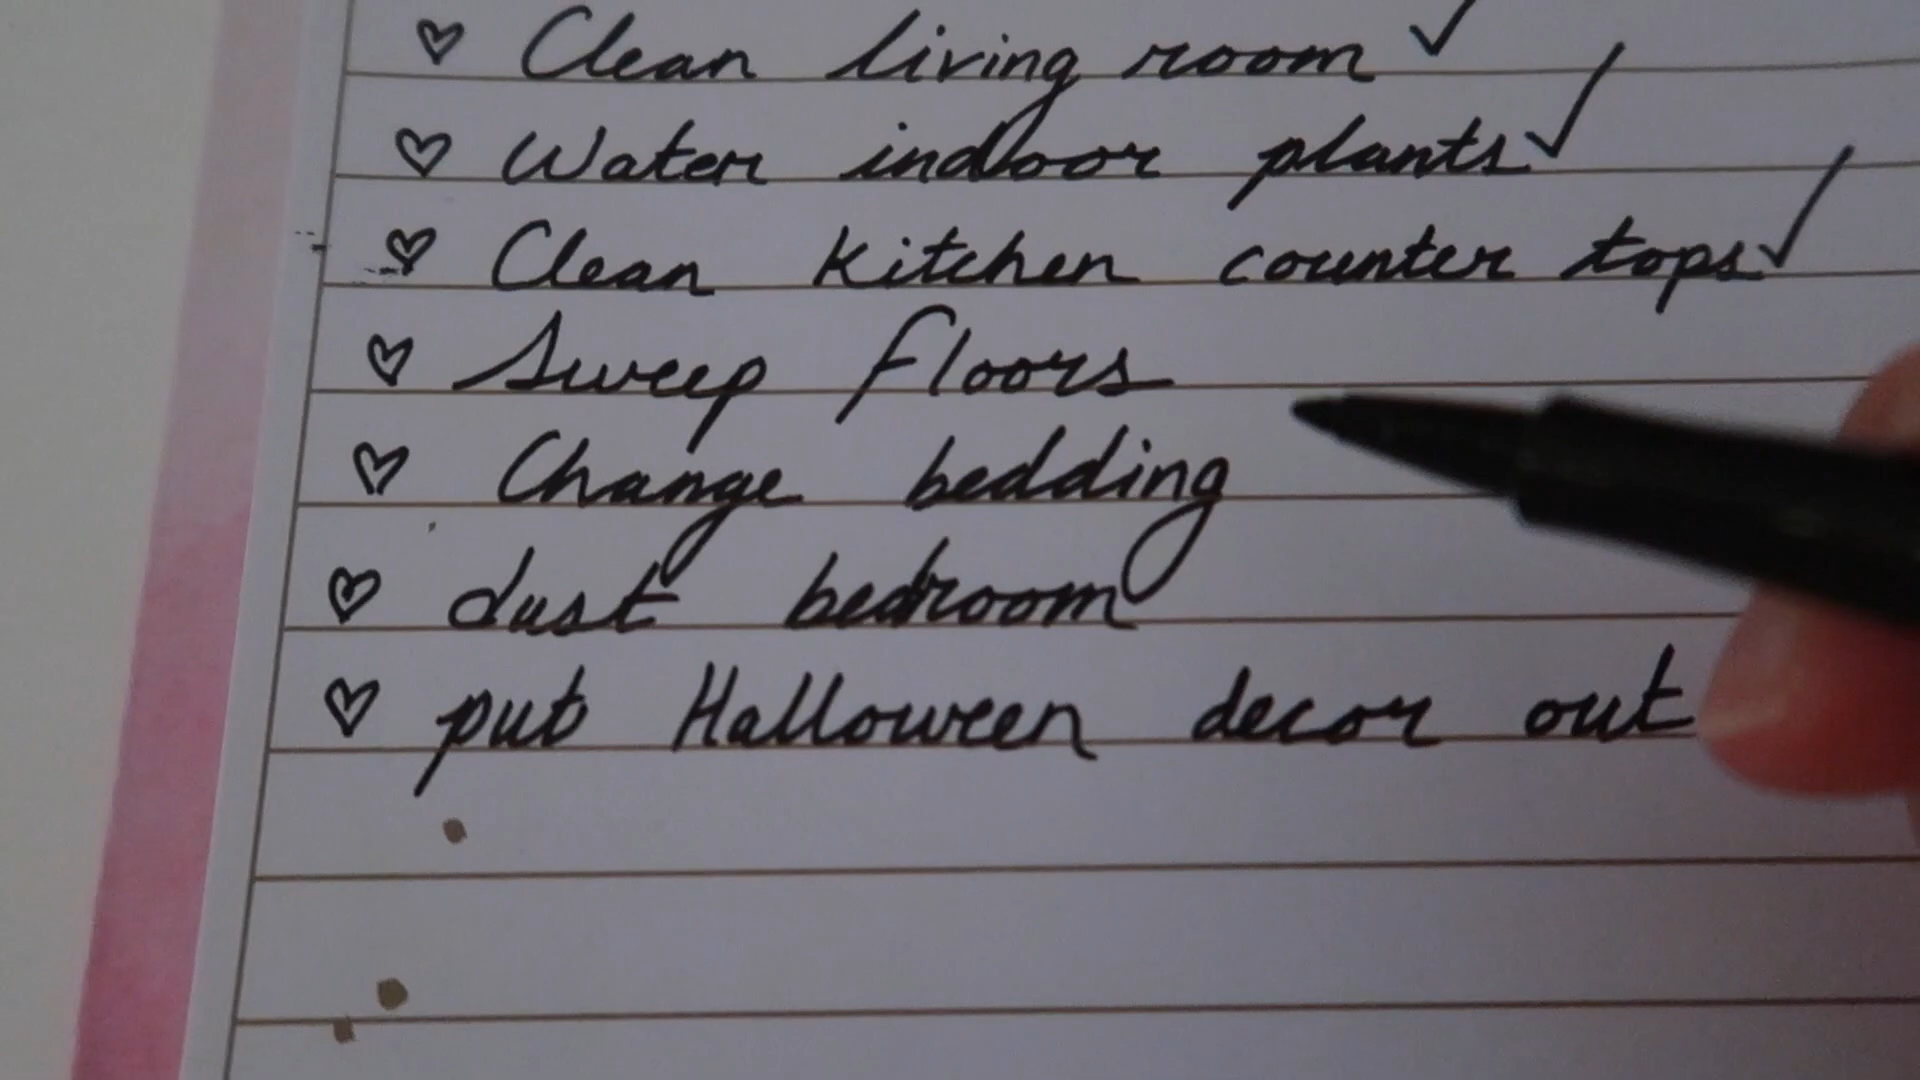 ♡ Clean living room ✓
♡ Water indoor plants ✓
♡ Clean kitchen counter tops ✓
♡ Sweep floors
♡ Change bedding
♡ dust bedroom
♡ put Halloween decor out